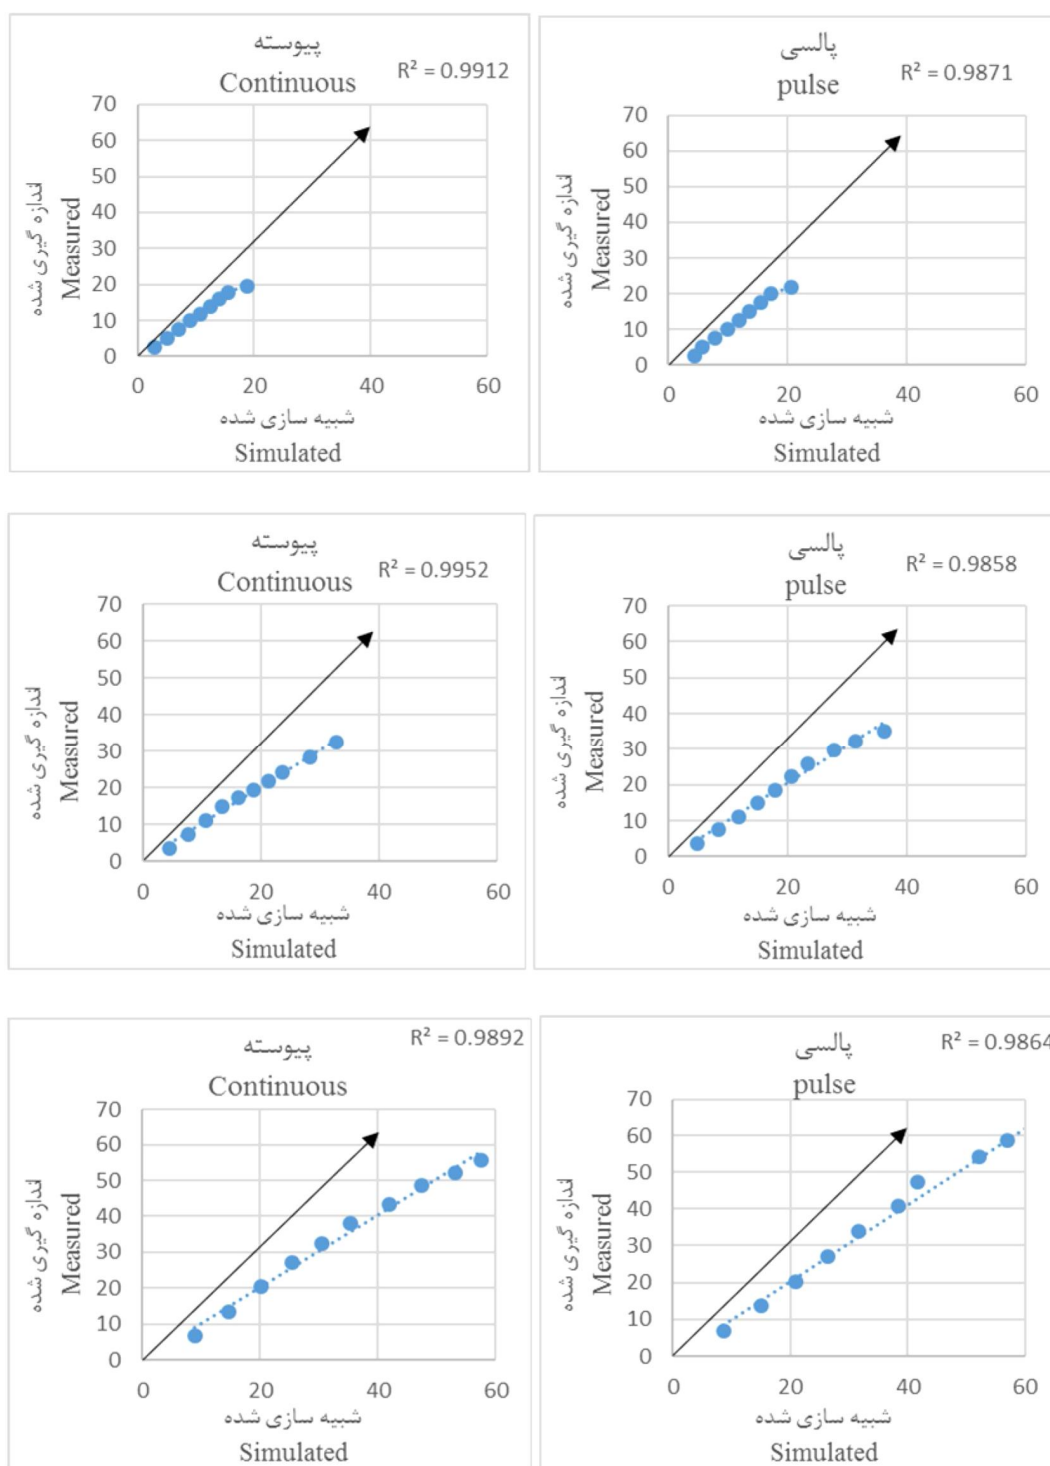 پیوسته
Continuous
R² = 0.9912
70
60
50
40
30
20
10
0
0 20 40 60
اندازه گیری شده
Measured
شبیه سازی شده
Simulated
پالسی
pulse
R² = 0.9871
70
60
50
40
30
20
10
0
0 20 40 60
اندازه گیری شده
Measured
شبیه سازی شده
Simulated
پیوسته
Continuous
R² = 0.9952
70
60
50
40
30
20
10
0
0 20 40 60
اندازه گیری شده
Measured
شبیه سازی شده
Simulated
پالسی
pulse
R² = 0.9858
70
60
50
40
30
20
10
0
0 20 40 60
اندازه گیری شده
Measured
شبیه سازی شده
Simulated
پیوسته
Continuous
R² = 0.9892
70
60
50
40
30
20
10
0
0 20 40 60
اندازه گیری شده
Measured
شبیه سازی شده
Simulated
پالسی
pulse
R² = 0.9864
70
60
50
40
30
20
10
0
0 20 40 60
اندازه گیری شده
Measured
شبیه سازی شده
Simulated